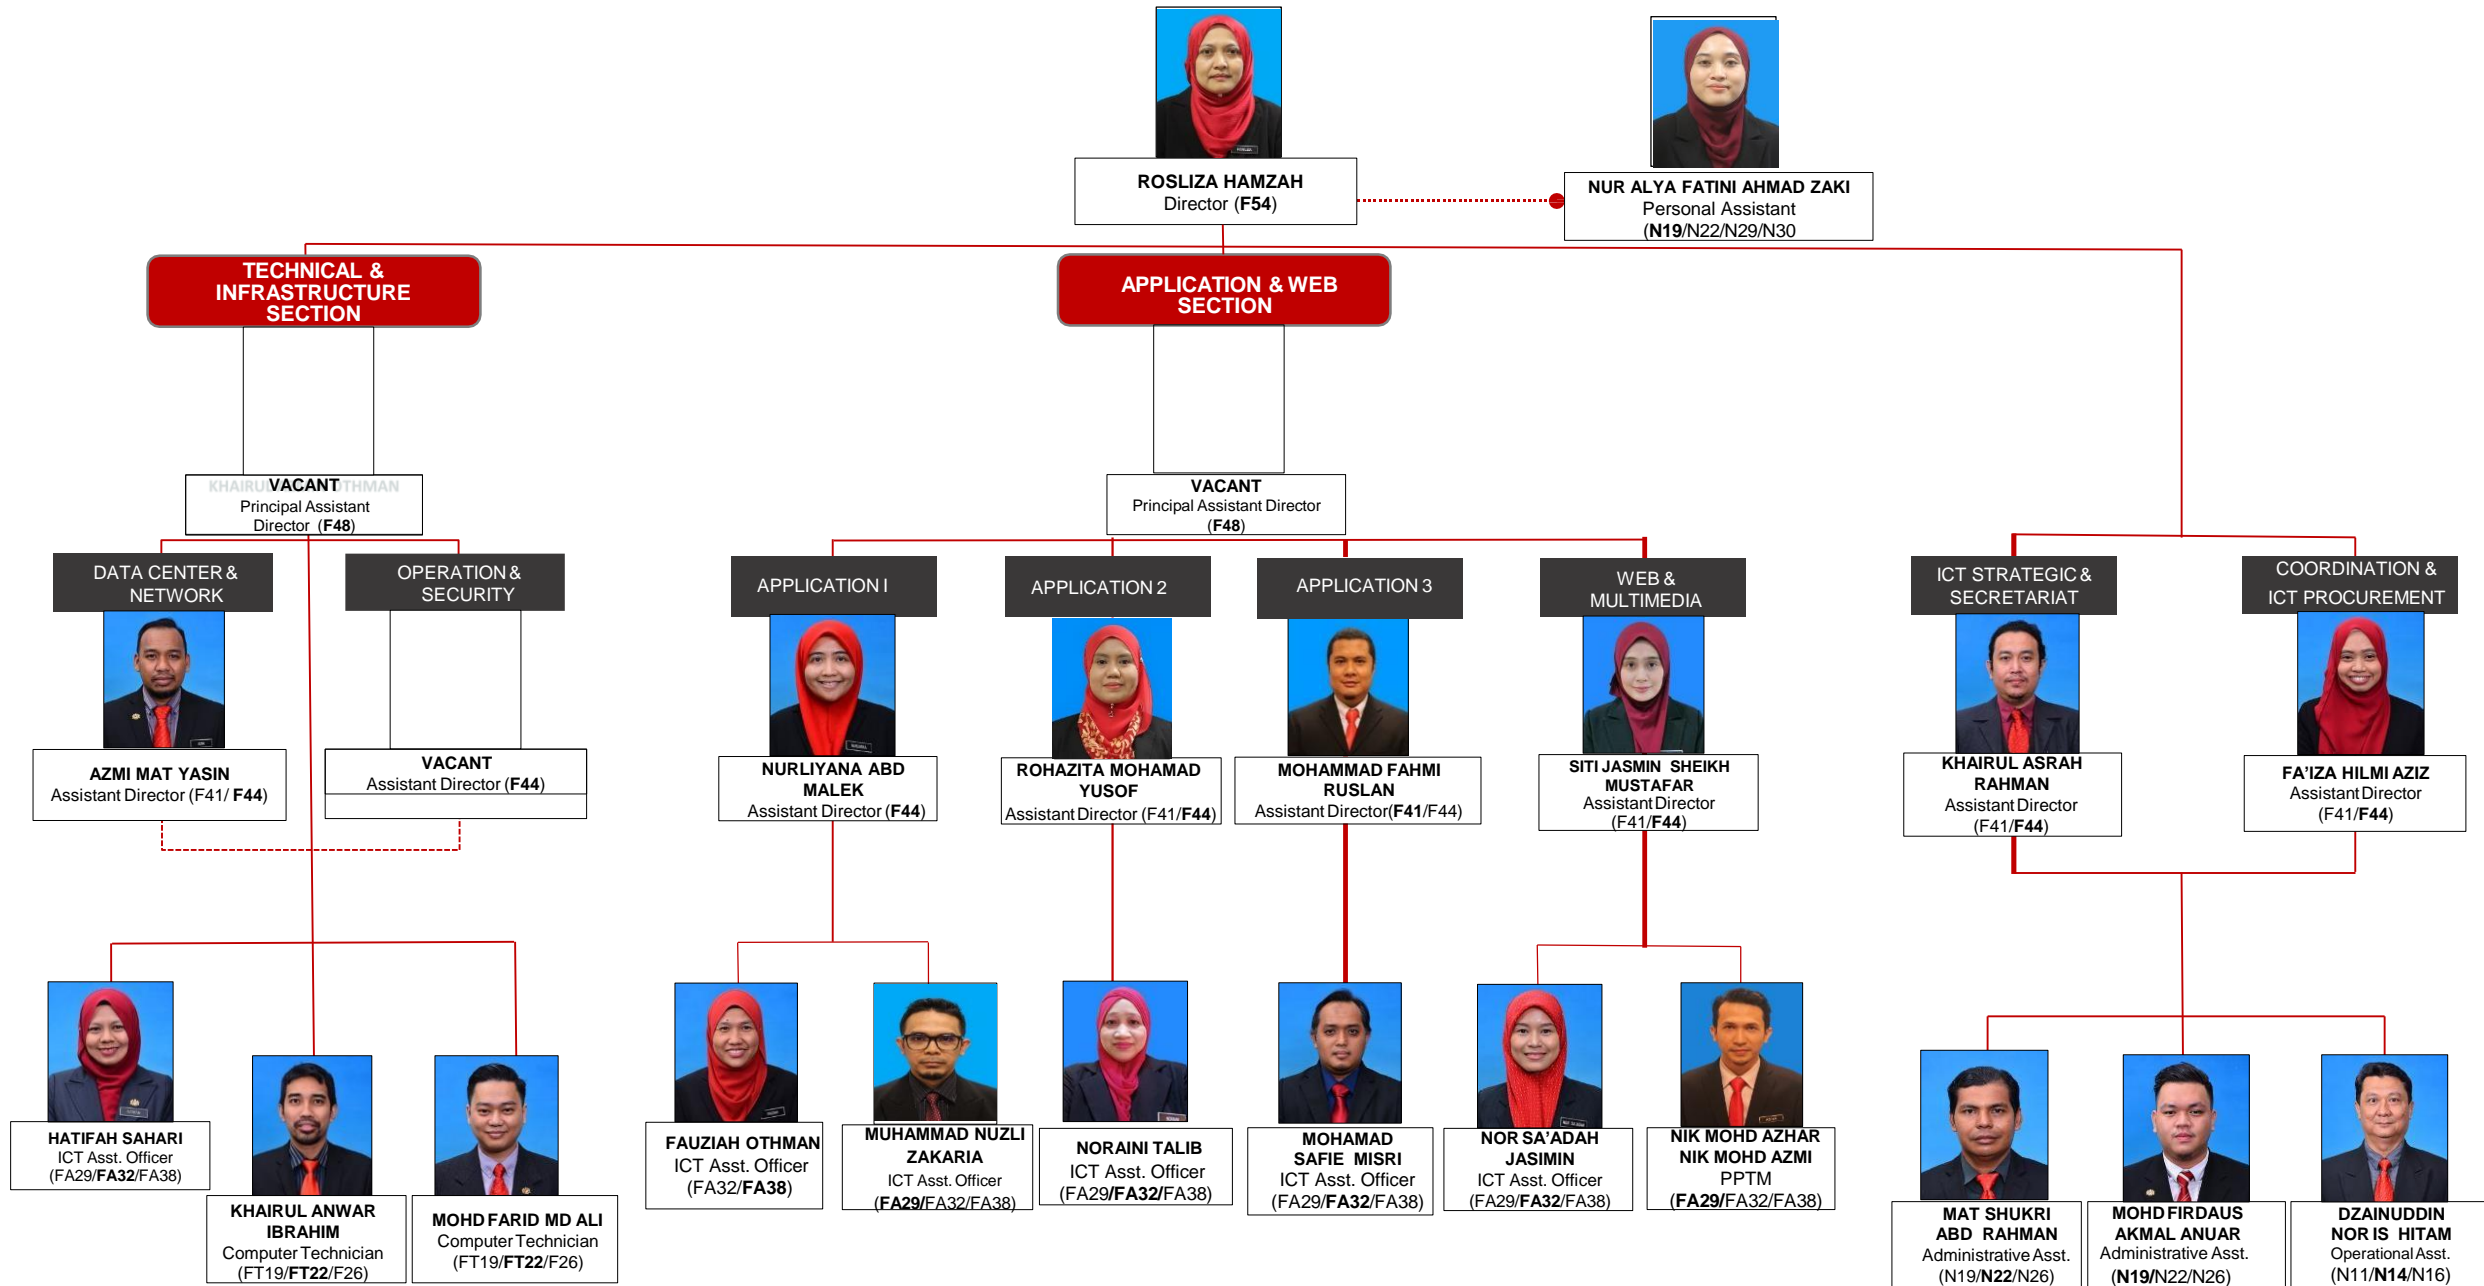 ROSLIZA HAMZAH
Director (F54)
NUR ALYA FATINI AHMAD ZAKI
Personal Assistant
(N19/N22/N29/N30
TECHNICAL &
INFRASTRUCTURE
SECTION
APPLICATION & WEB
SECTION
VACANT
Principal Assistant
Director (F48)
VACANT
Principal Assistant Director
(F48)
DATA CENTER &
NETWORK
OPERATION &
SECURITY
APPLICATION I
APPLICATION 2
APPLICATION 3
WEB &
MULTIMEDIA
ICT STRATEGIC &
SECRETARIAT
COORDINATION &
ICT PROCUREMENT
AZMI MAT YASIN
Assistant Director (F41/ F44)
VACANT
Assistant Director (F44)
NURLIYANA ABD
MALEK
Assistant Director (F44)
ROHAZITA MOHAMAD
YUSOF
Assistant Director (F41/F44)
MOHAMMAD FAHMI
RUSLAN
Assistant Director(F41/F44)
SITI JASMIN SHEIKH
MUSTAFAR
Assistant Director
(F41/F44)
KHAIRUL ASRAH
RAHMAN
Assistant Director
(F41/F44)
FA’IZA HILMI AZIZ
Assistant Director
(F41/F44)
HATIFAH SAHARI
ICT Asst. Officer
(FA29/FA32/FA38)
KHAIRUL ANWAR
IBRAHIM
Computer Technician
(FT19/FT22/F26)
MOHD FARID MD ALI
Computer Technician
(FT19/FT22/F26)
FAUZIAH OTHMAN
ICT Asst. Officer
(FA32/FA38)
MUHAMMAD NUZLI
ZAKARIA
ICT Asst. Officer
(FA29/FA32/FA38)
NORAINI TALIB
ICT Asst. Officer
(FA29/FA32/FA38)
MOHAMAD
SAFIE MISRI
ICT Asst. Officer
(FA29/FA32/FA38)
NOR SA’ADAH
JASIMIN
ICT Asst. Officer
(FA29/FA32/FA38)
NIK MOHD AZHAR
NIK MOHD AZMI
PPTM
(FA29/FA32/FA38)
MAT SHUKRI
ABD RAHMAN
Administrative Asst.
(N19/N22/N26)
MOHD FIRDAUS
AKMAL ANUAR
Administrative Asst.
(N19/N22/N26)
DZAINUDDIN
NOR IS HITAM
Operational Asst.
(N11/N14/N16)